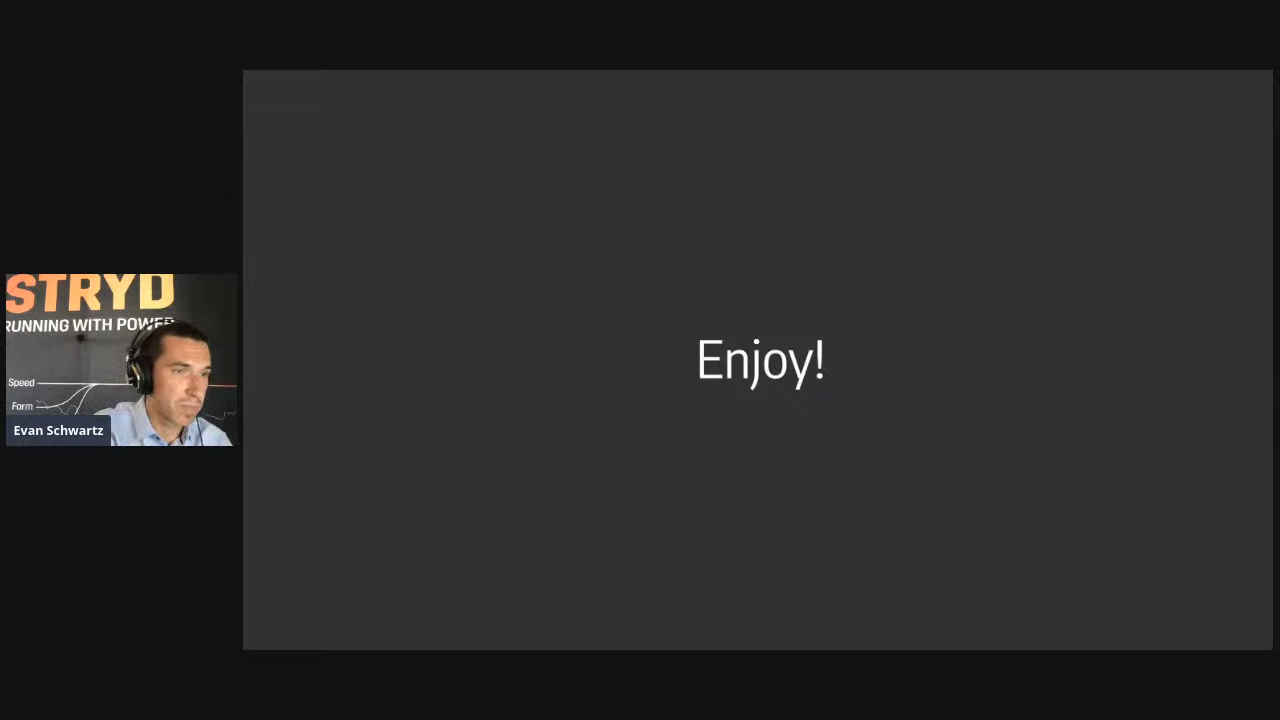 STRYD
RUNNING WITH POWER
Speed
Form
Evan Schwartz
Enjoy!